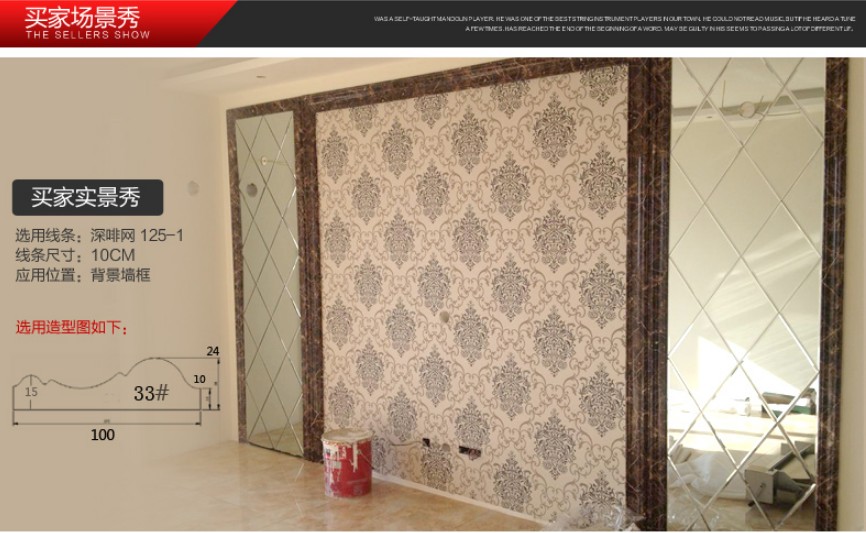 买家场景秀
THE SELLERS SHOW
WAS A SELF-TAUGHT MANDOLIN PLAYER. HE WAS ONE OF THE BEST STRING INSTRUMENT PLAYERS IN OUR TOWN. HE COULD NOT READ MUSIC, BUT IF HE HEARD A TUNE
A FEW TIMES. HAS REACHED THE END OF THE BEGINNING OF A WORD. MAY BE GUILTY IN HIS SEEMS TO PASSING A LOT OF DIFFERENT LIF,
买家实景秀
选用线条：深啡网 125-1
线条尺寸：10CM
应用位置：背景墙框
选用造型图如下：
24
10
15
33#
100